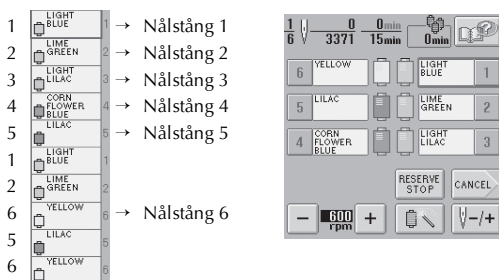 1 LIGHT BLUE 1 → Nålstång 1
2 LIME GREEN 2 → Nålstång 2
3 LIGHT LILAC 3 → Nålstång 3
4 CORN FLOWER BLUE 4 → Nålstång 4
5 LILAC 5 → Nålstång 5
1 LIGHT BLUE 1
2 LIME GREEN 2
6 YELLOW 6 → Nålstång 6
5 LILAC 5
6 YELLOW 6
1 0 0min
6 3371 15min 0min
6 YELLOW LIGHT BLUE 1
5 LILAC LIME GREEN 2
4 CORN FLOWER BLUE LIGHT LILAC 3
RESERVE STOP CANCEL
− 600 rpm + −/+